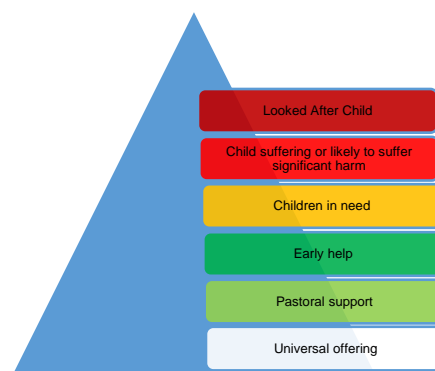 Looked After Child
Child suffering or likely to suffer
significant harm
Children in need
Early help
Pastoral support
Universal offering